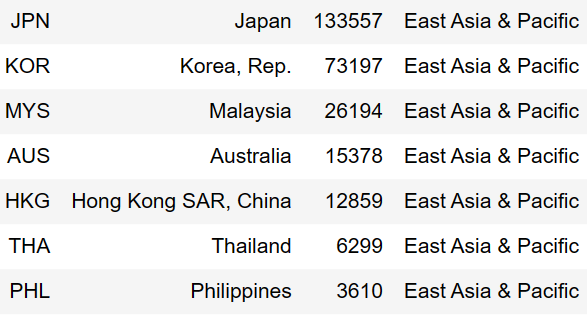 JPN Japan 133557 East Asia & Pacific
KOR Korea, Rep. 73197 East Asia & Pacific
MYS Malaysia 26194 East Asia & Pacific
AUS Australia 15378 East Asia & Pacific
HKG Hong Kong SAR, China 12859 East Asia & Pacific
THA Thailand 6299 East Asia & Pacific
PHL Philippines 3610 East Asia & Pacific